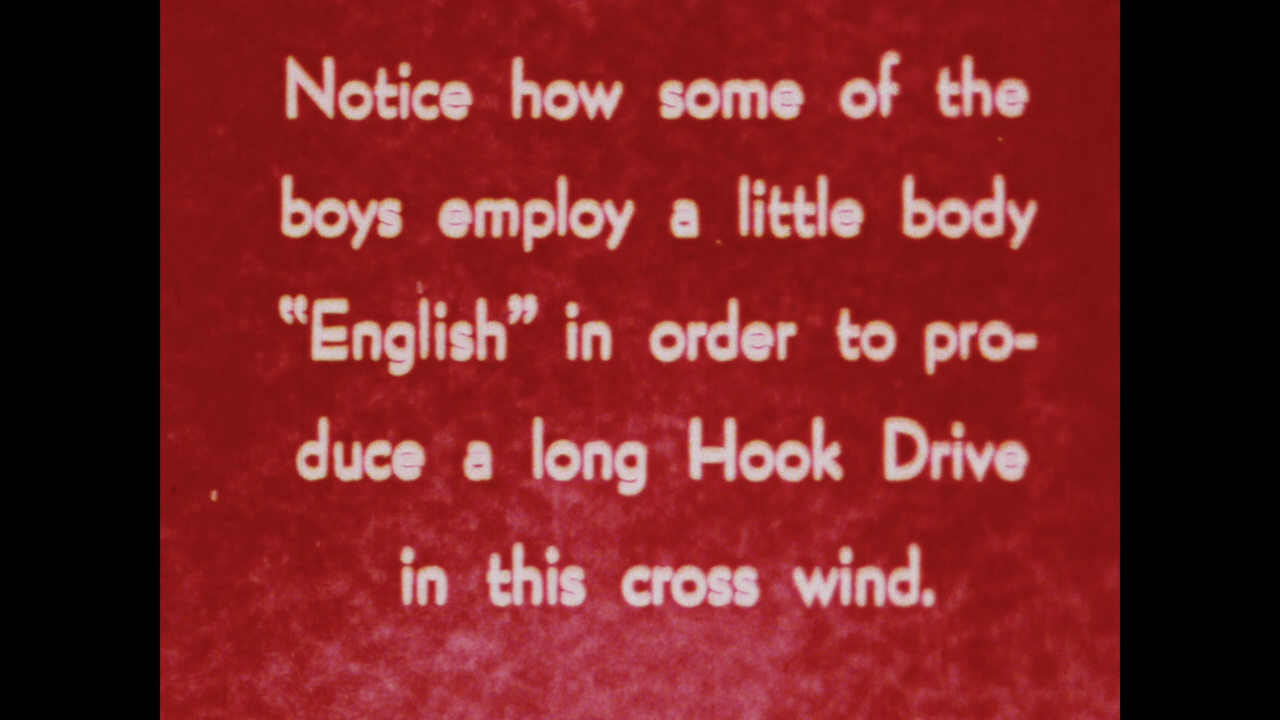 Notice how some of the
boys employ a little body
“English” in order to pro-
duce a long Hook Drive
in this cross wind.